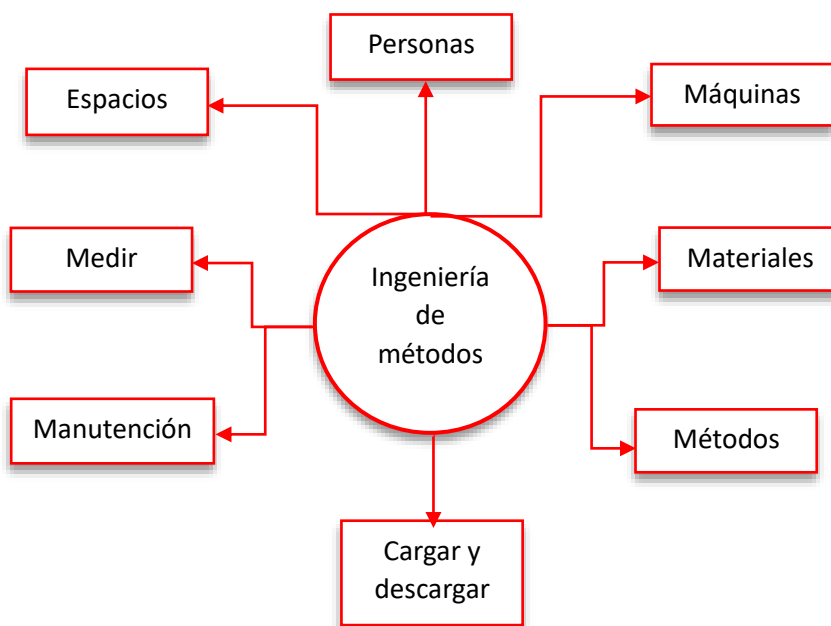 Personas
Espacios
Máquinas
Medir
Ingeniería
de
métodos
Materiales
Manutención
Métodos
Cargar y
descargar